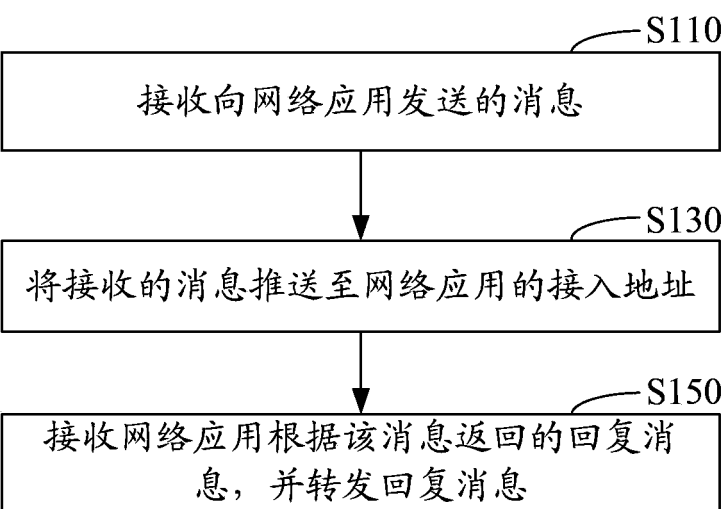 S110
接收向网络应用发送的消息
S130
将接收的消息推送至网络应用的接入地址
S150
接收网络应用根据该消息返回的回复消
息，并转发回复消息